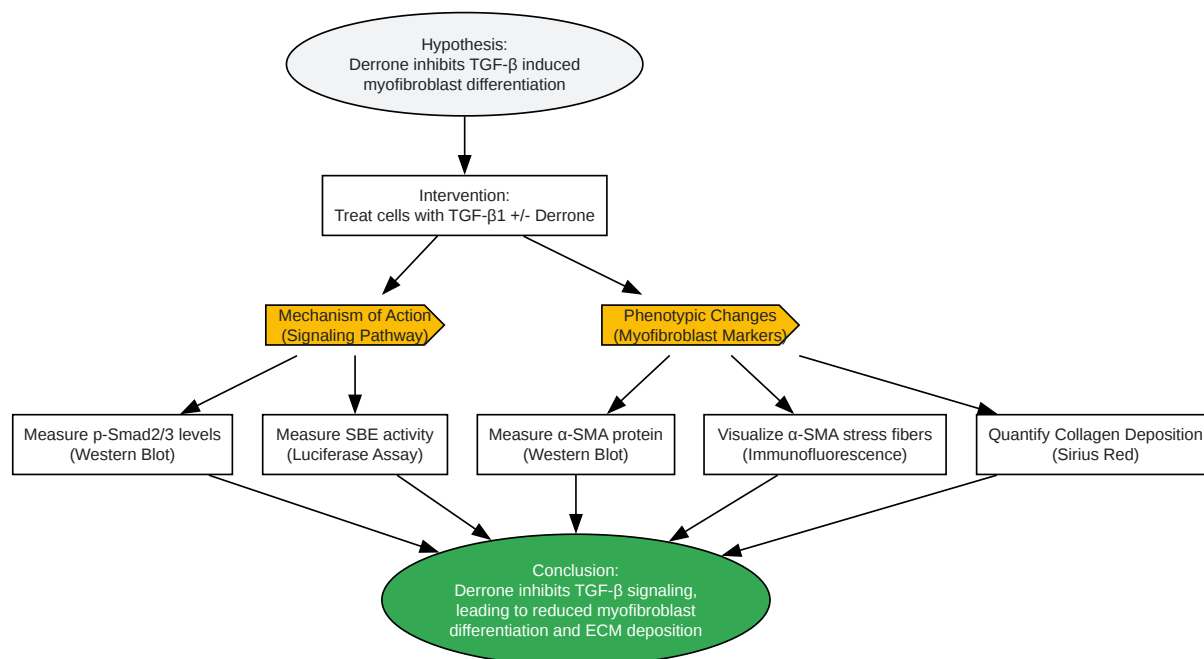 Hypothesis:
Derrone inhibits TGF-β induced
myofibroblast differentiation
Intervention:
Treat cells with TGF-β1 +/- Derrone
Mechanism of Action
(Signaling Pathway)
Phenotypic Changes
(Myofibroblast Markers)
Measure p-Smad2/3 levels
(Western Blot)
Measure SBE activity
(Luciferase Assay)
Measure α-SMA protein
(Western Blot)
Visualize α-SMA stress fibers
(Immunofluorescence)
Quantify Collagen Deposition
(Sirius Red)
Conclusion:
Derrone inhibits TGF-β signaling,
leading to reduced myofibroblast
differentiation and ECM deposition